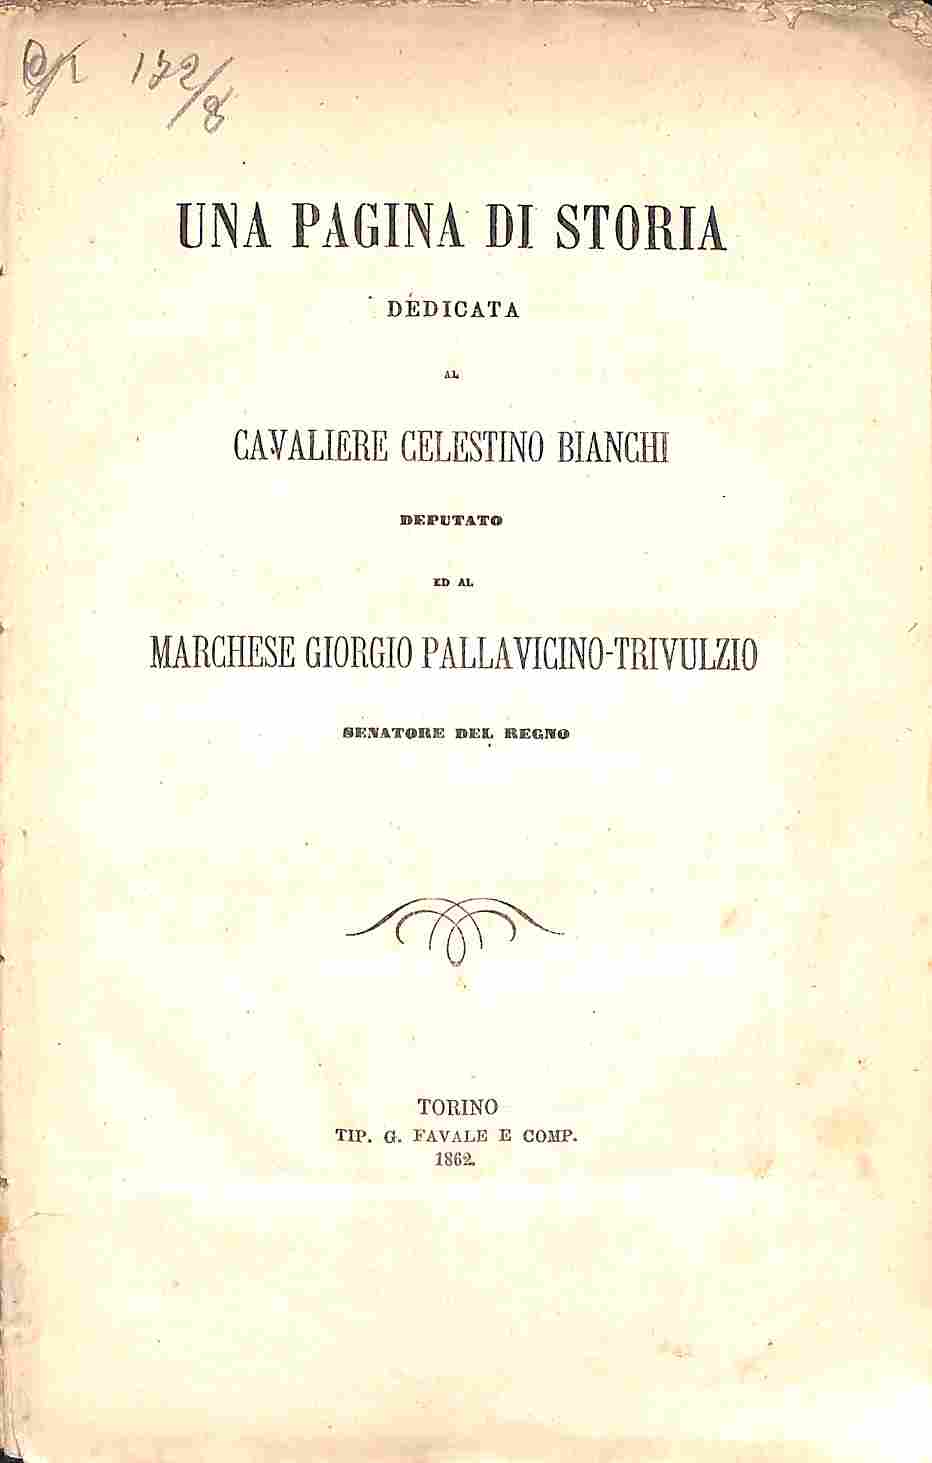 172/8
UNA PAGINA DI STORIA
DEDICATA
AL
CAVALIERE CELESTINO BIANCHI
DEPUTATO
ED AL
MARCHESE GIORGIO PALLAVICINO-TRIVULZIO
SENATORE DEL REGNO
TORINO
TIP. G. FAVALE E COMP.
1862.